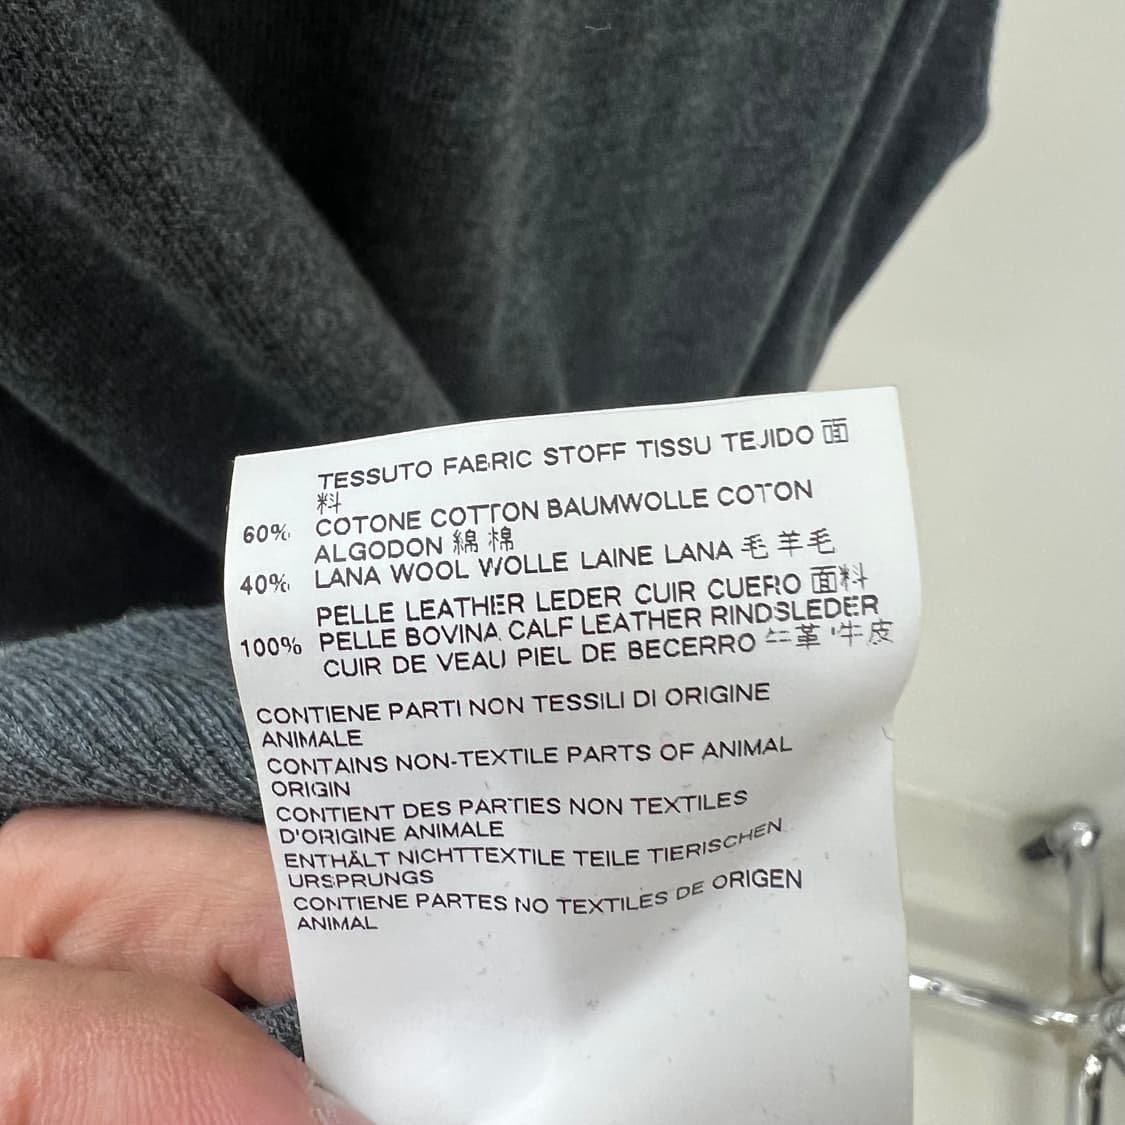 TESSUTO FABRIC STOFF TISSU TEJIDO 面
料
60% COTONE COTTON BAUMWOLLE COTON
ALGODON 綿 棉
40% LANA WOOL WOLLE LAINE LANA 毛 羊毛
PELLE LEATHER LEDER CUIR CUERO 面料
100% PELLE BOVINA CALF LEATHER RINDSLEDER
CUIR DE VEAU PIEL DE BECERRO 牛革 牛皮
CONTIENE PARTI NON TESSILI DI ORIGINE
ANIMALE
CONTAINS NON-TEXTILE PARTS OF ANIMAL
ORIGIN
CONTIENT DES PARTIES NON TEXTILES
D'ORIGINE ANIMALE
ENTHÄLT NICHTTEXTILE TEILE TIERISCHEN
URSPRUNGS
CONTIENE PARTES NO TEXTILES DE ORIGEN
ANIMAL